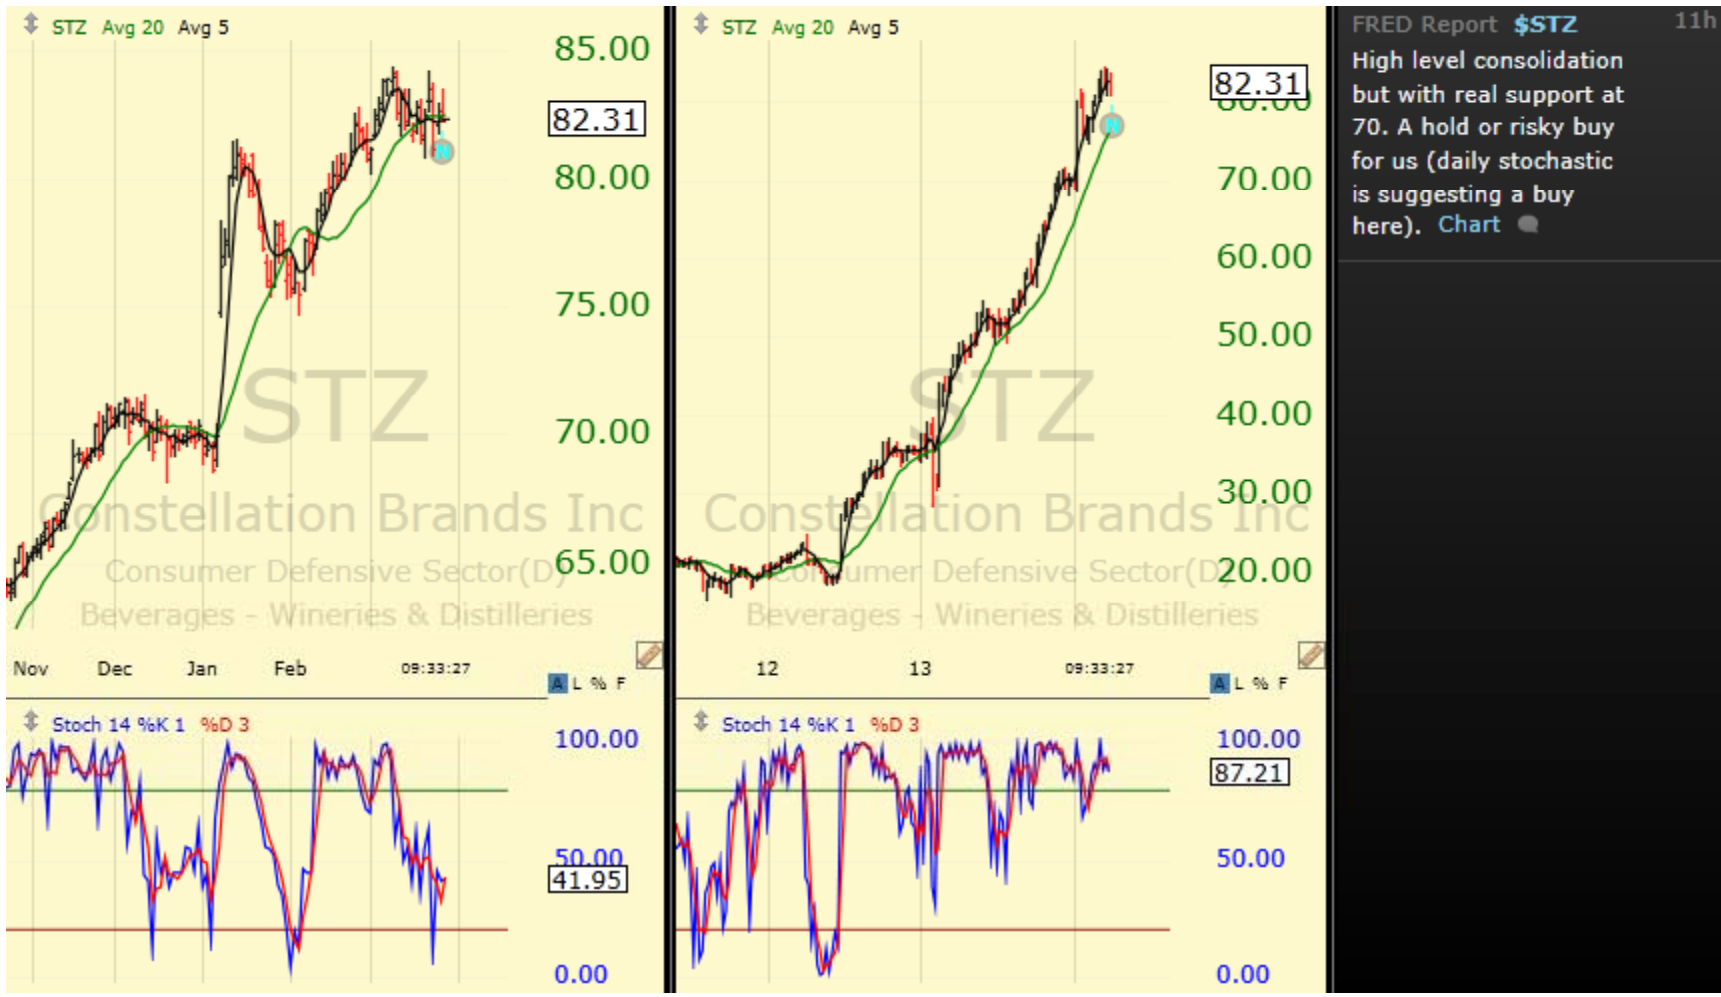 STZ Avg 20 Avg 5
85.00
82.31
80.00
75.00
70.00
65.00
STZ
Constellation Brands Inc
Consumer Defensive Sector(D)
Beverages - Wineries & Distilleries
Nov Dec Jan Feb 09:33:27
A L % F
Stoch 14 %K 1 %D 3
100.00
50.00
41.95
0.00
N
STZ Avg 20 Avg 5
82.31
80.00
70.00
60.00
50.00
40.00
30.00
20.00
STZ
Constellation Brands Inc
Consumer Defensive Sector(D)
Beverages - Wineries & Distilleries
12 13 09:33:27
A L % F
Stoch 14 %K 1 %D 3
100.00
87.21
50.00
0.00
N
FRED Report $STZ 11h
High level consolidation
but with real support at
70. A hold or risky buy
for us (daily stochastic
is suggesting a buy
here). Chart